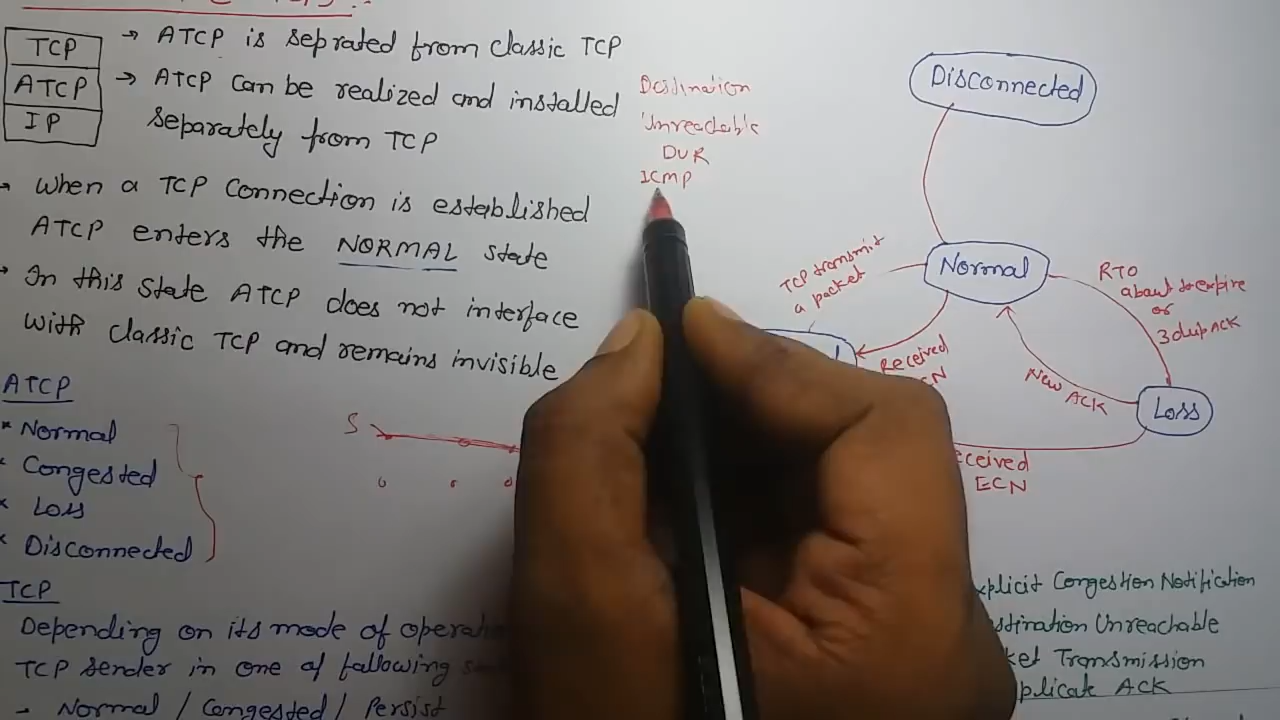 TCP
ATCP
IP
→ ATCP is seprated from classic TCP
→ ATCP can be realized and installed
separately from TCP
When a TCP Connection is established
ATCP enters the NORMAL state
In this state ATCP does not interface
with classic TCP and remains invisible
ATCP
* Normal
* Congested
* Loss
* Disconnected
TCP
Depending on its mode of operati
TCP sender in one of following
- Normal / Congested / Persist
Destination
Unreachable
DUR
ICMP
S
Disconnected
Normal
TCP transmit
a packet
RTO
about to expire
or
3 dup ACK
Received
CN
New ACK
Loss
eceived
ECN
xplicit Congestion Notification
stination Unreachable
ket Transmission
plicate ACK